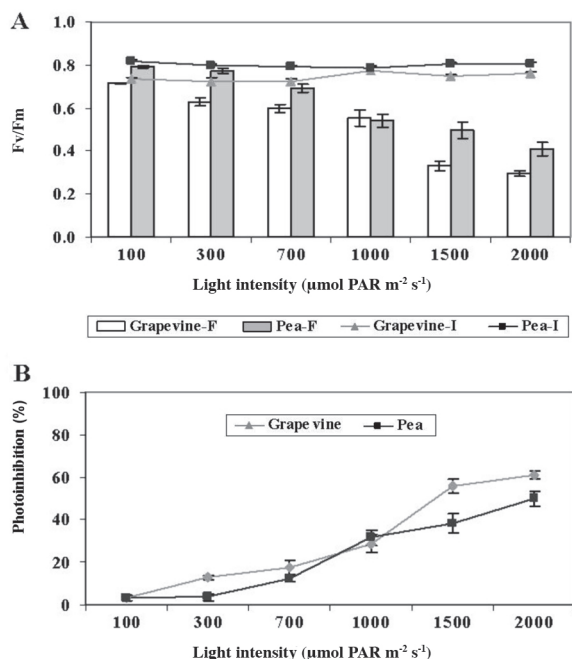 A
Fv/Fm
1.0
0.8
0.6
0.4
0.2
0.0
100 300 700 1000 1500 2000
Light intensity (µmol PAR m⁻² s⁻¹)
Grapevine-F Pea-F Grapevine-I Pea-I
B
Photoinhibition (%)
100
80
60
40
20
0
Grape vine Pea
100 300 700 1000 1500 2000
Light intensity (µmol PAR m⁻² s⁻¹)